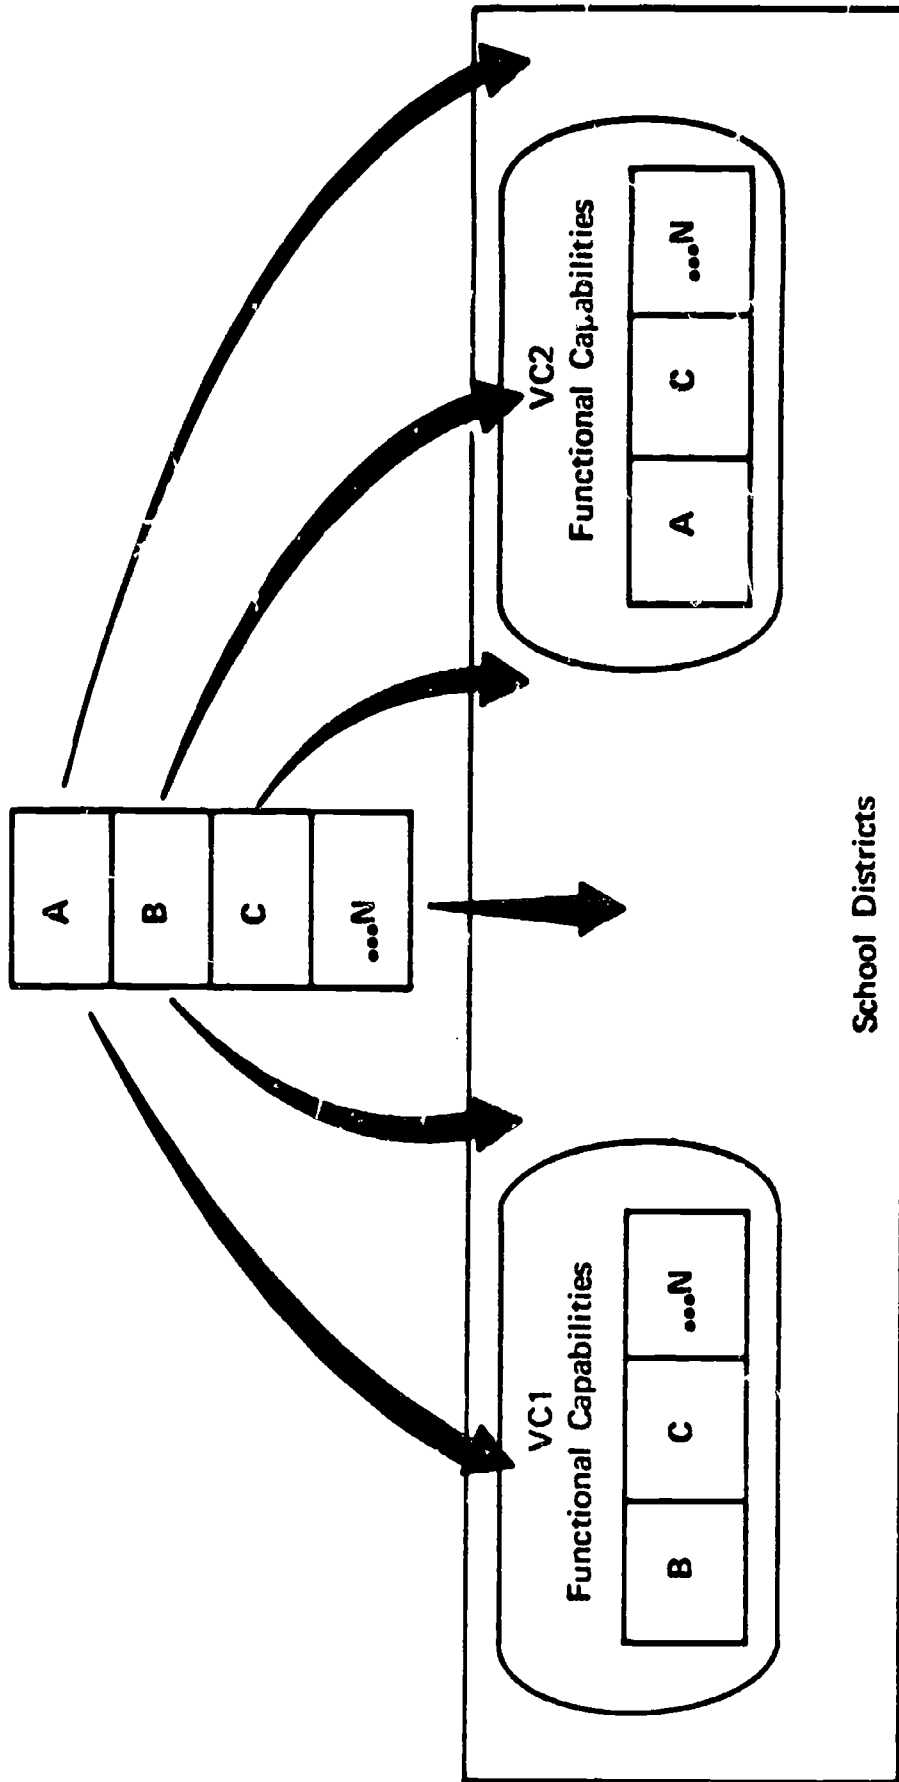 A
B
C
...N
VC1
Functional Capabilities
B C ...N
VC2
Functional Capabilities
A C ...N
School Districts